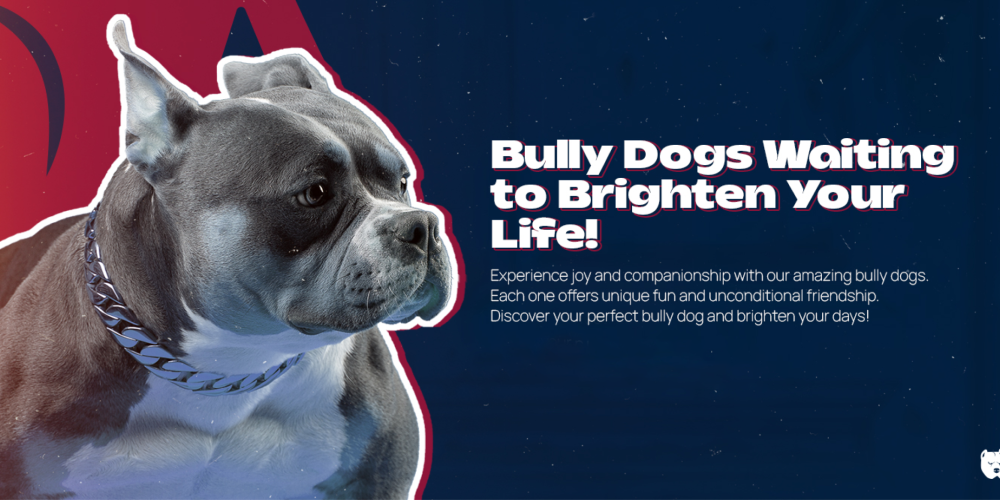 Bully Dogs Waiting
to Brighten Your
Life!
Experience joy and companionship with our amazing bully dogs.
Each one offers unique fun and unconditional friendship.
Discover your perfect bully dog and brighten your days!